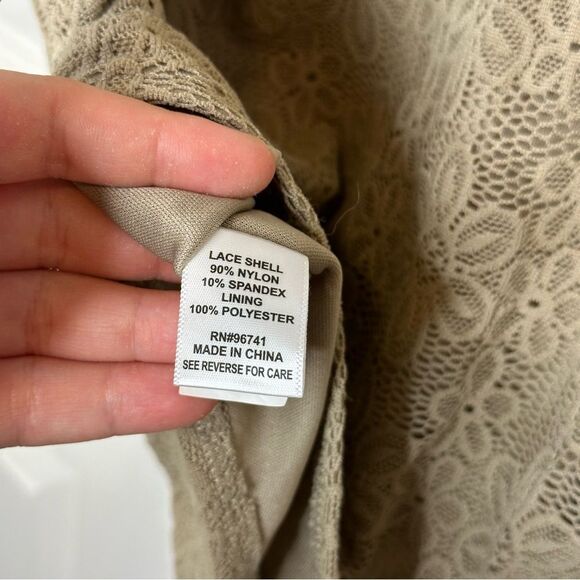 LACE SHELL
90% NYLON
10% SPANDEX
LINING
100% POLYESTER
RN#96741
MADE IN CHINA
SEE REVERSE FOR CARE